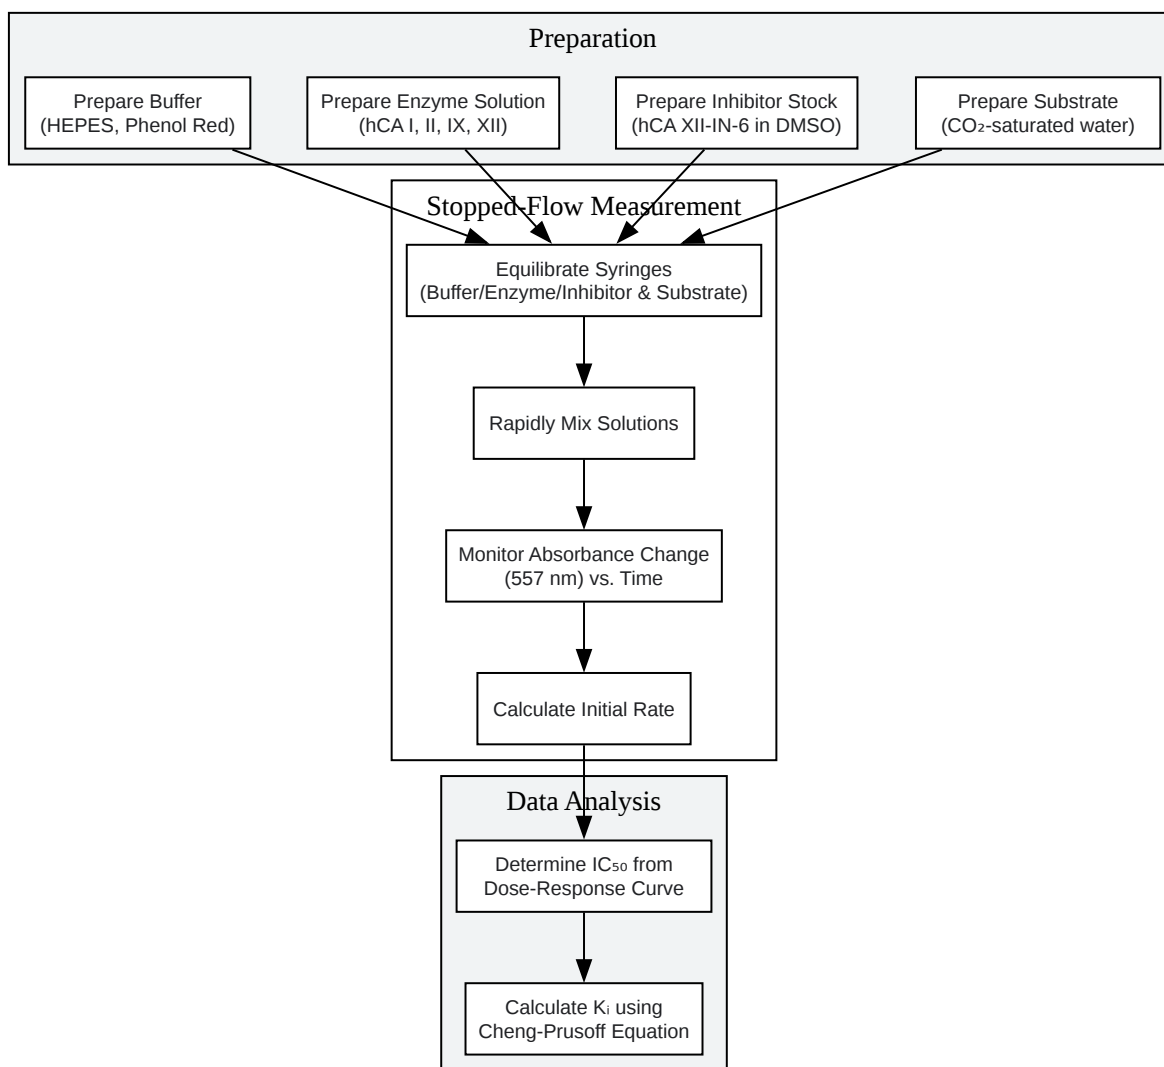 Preparation
Prepare Buffer
(HEPES, Phenol Red)
Prepare Enzyme Solution
(hCA I, II, IX, XII)
Prepare Inhibitor Stock
(hCA XII-IN-6 in DMSO)
Prepare Substrate
(CO₂-saturated water)
Stopped-Flow Measurement
Equilibrate Syringes
(Buffer/Enzyme/Inhibitor & Substrate)
Rapidly Mix Solutions
Monitor Absorbance Change
(557 nm) vs. Time
Calculate Initial Rate
Data Analysis
Determine IC₅₀ from
Dose-Response Curve
Calculate Kᵢ using
Cheng-Prusoff Equation